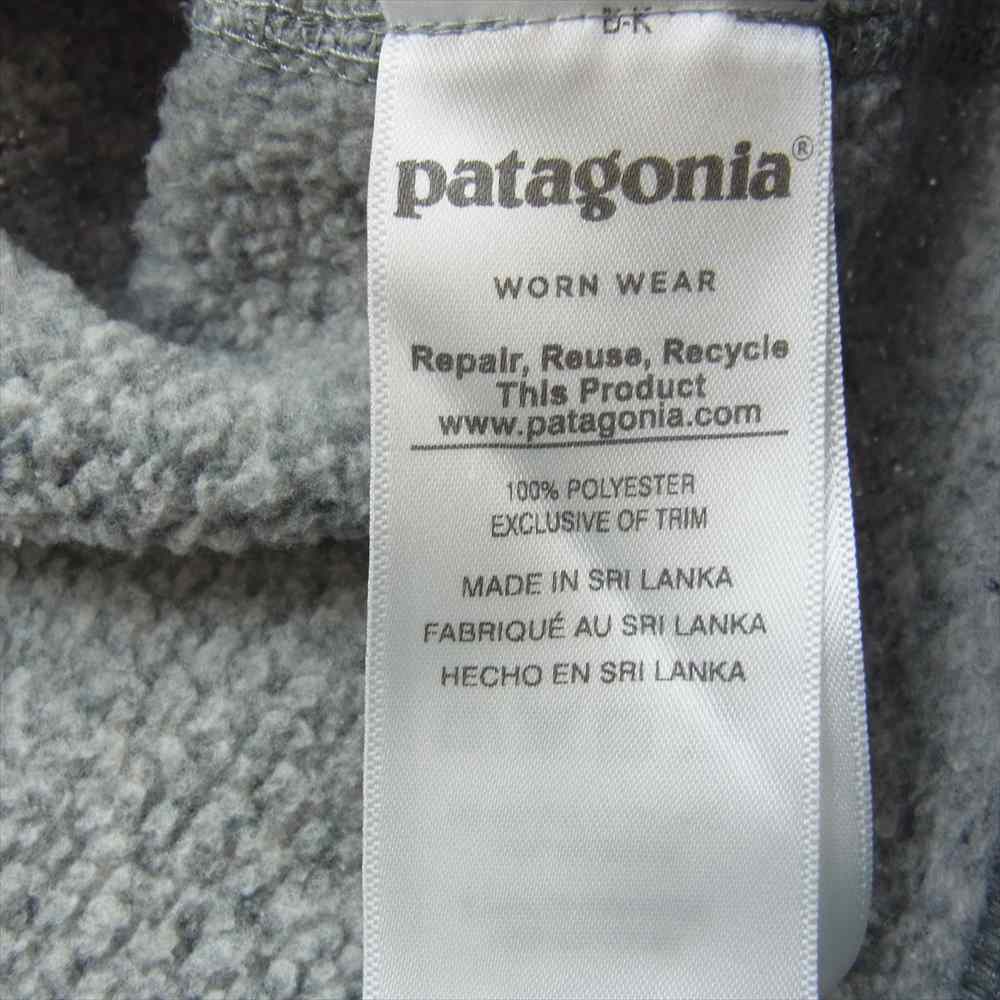 patagonia®
WORN WEAR
Repair, Reuse, Recycle
This Product
www.patagonia.com
100% POLYESTER
EXCLUSIVE OF TRIM
MADE IN SRI LANKA
FABRIQUÉ AU SRI LANKA
HECHO EN SRI LANKA